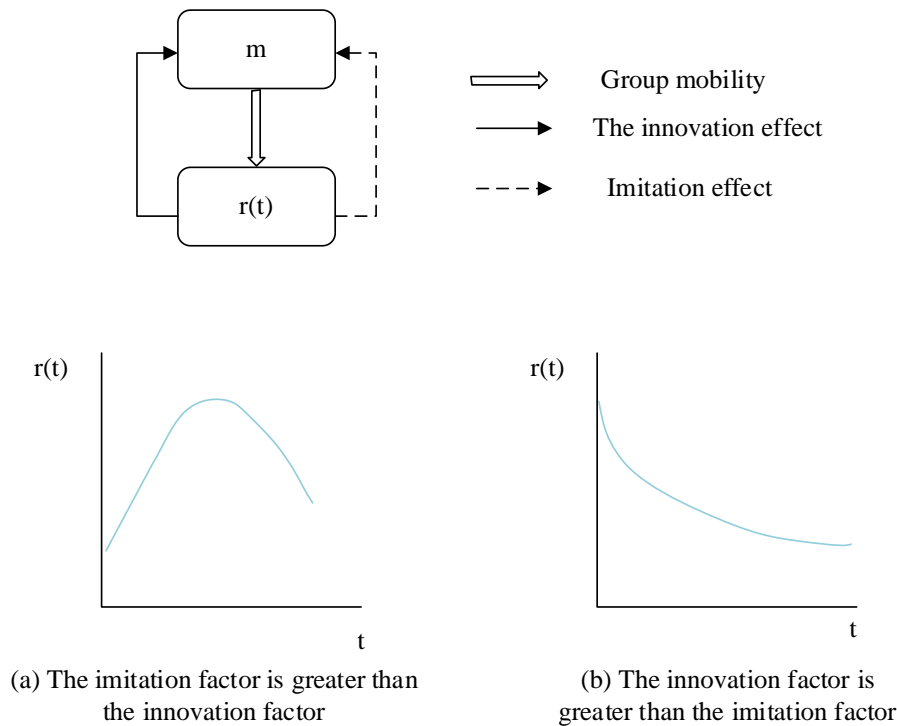 m
r(t)
Group mobility
The innovation effect
Imitation effect
r(t)
t
(a) The imitation factor is greater than
the innovation factor
r(t)
t
(b) The innovation factor is
greater than the imitation factor